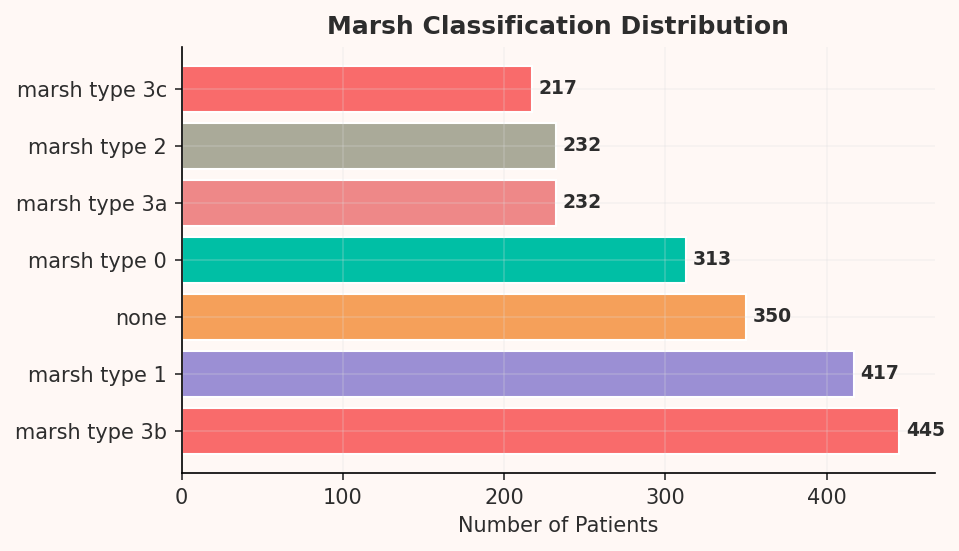 Marsh Classification Distribution
marsh type 3c 217
marsh type 2 232
marsh type 3a 232
marsh type 0 313
none 350
marsh type 1 417
marsh type 3b 445
0 100 200 300 400
Number of Patients